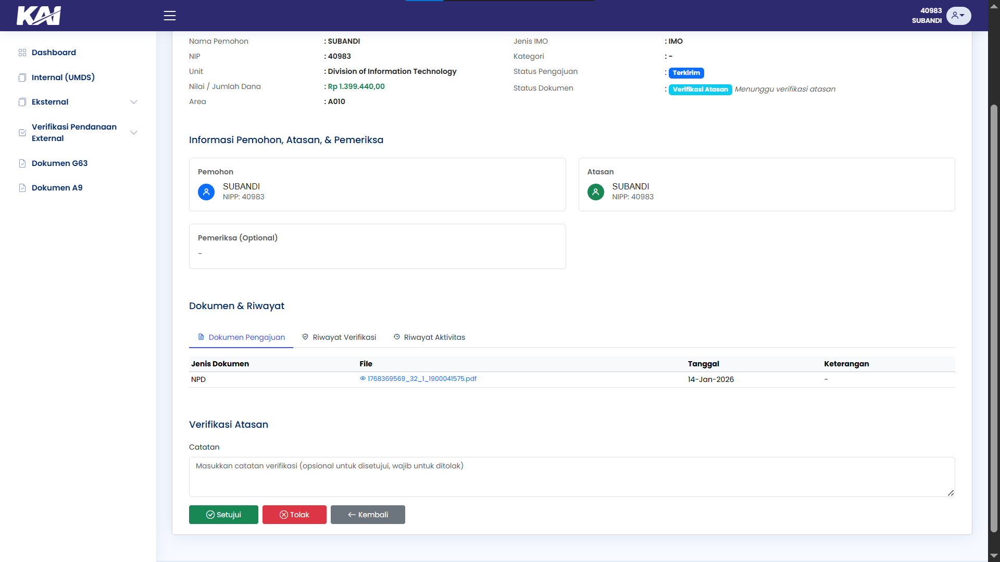 KAI
40983
SUBANDI
Dashboard
Internal (UMDS)
Eksternal
Verifikasi Pendanaan
External
Dokumen G63
Dokumen A9
Nama Pemohon : SUBANDI
NIP : 40983
Unit : Division of Information Technology
Nilai / Jumlah Dana : Rp 1.399.440,00
Area : A010
Jenis IMO : IMO
Kategori : -
Status Pengajuan : Terkirim
Status Dokumen : Verifikasi Atasan Menunggu verifikasi atasan
Informasi Pemohon, Atasan, & Pemeriksa
Pemohon
SUBANDI
NIPP: 40983
Atasan
SUBANDI
NIPP: 40983
Pemeriksa (Optional)
-
Dokumen & Riwayat
Dokumen Pengajuan Riwayat Verifikasi Riwayat Aktivitas
Jenis Dokumen File Tanggal Keterangan
NPD 1768369569_32_1_1900041575.pdf 14-Jan-2026 -
Verifikasi Atasan
Catatan
Masukkan catatan verifikasi (opsional untuk disetujui, wajib untuk ditolak)
Setujui Tolak Kembali